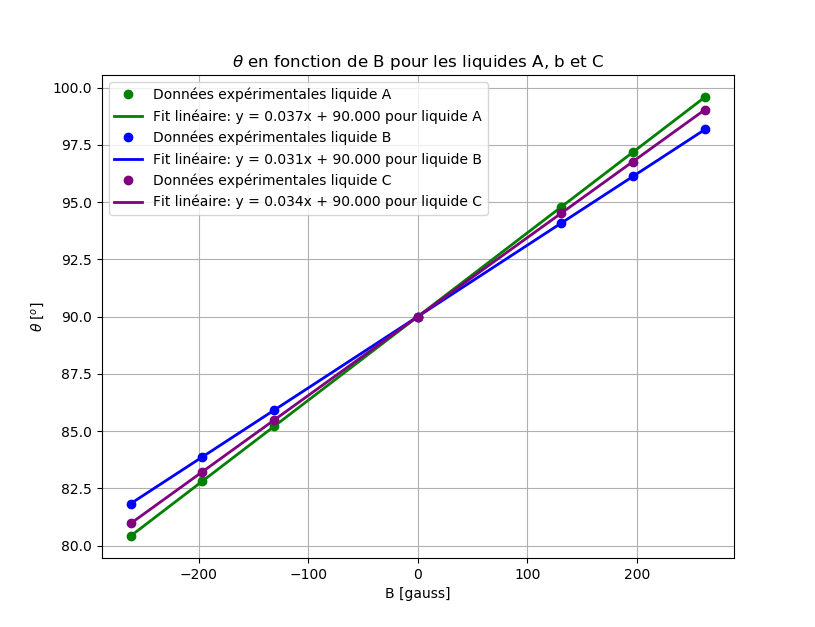 θ en fonction de B pour les liquides A, b et C
Données expérimentales liquide A
Fit linéaire: y = 0.037x + 90.000 pour liquide A
Données expérimentales liquide B
Fit linéaire: y = 0.031x + 90.000 pour liquide B
Données expérimentales liquide C
Fit linéaire: y = 0.034x + 90.000 pour liquide C
100.0
97.5
95.0
92.5
90.0
87.5
85.0
82.5
80.0
θ [°]
−200 −100 0 100 200
B [gauss]